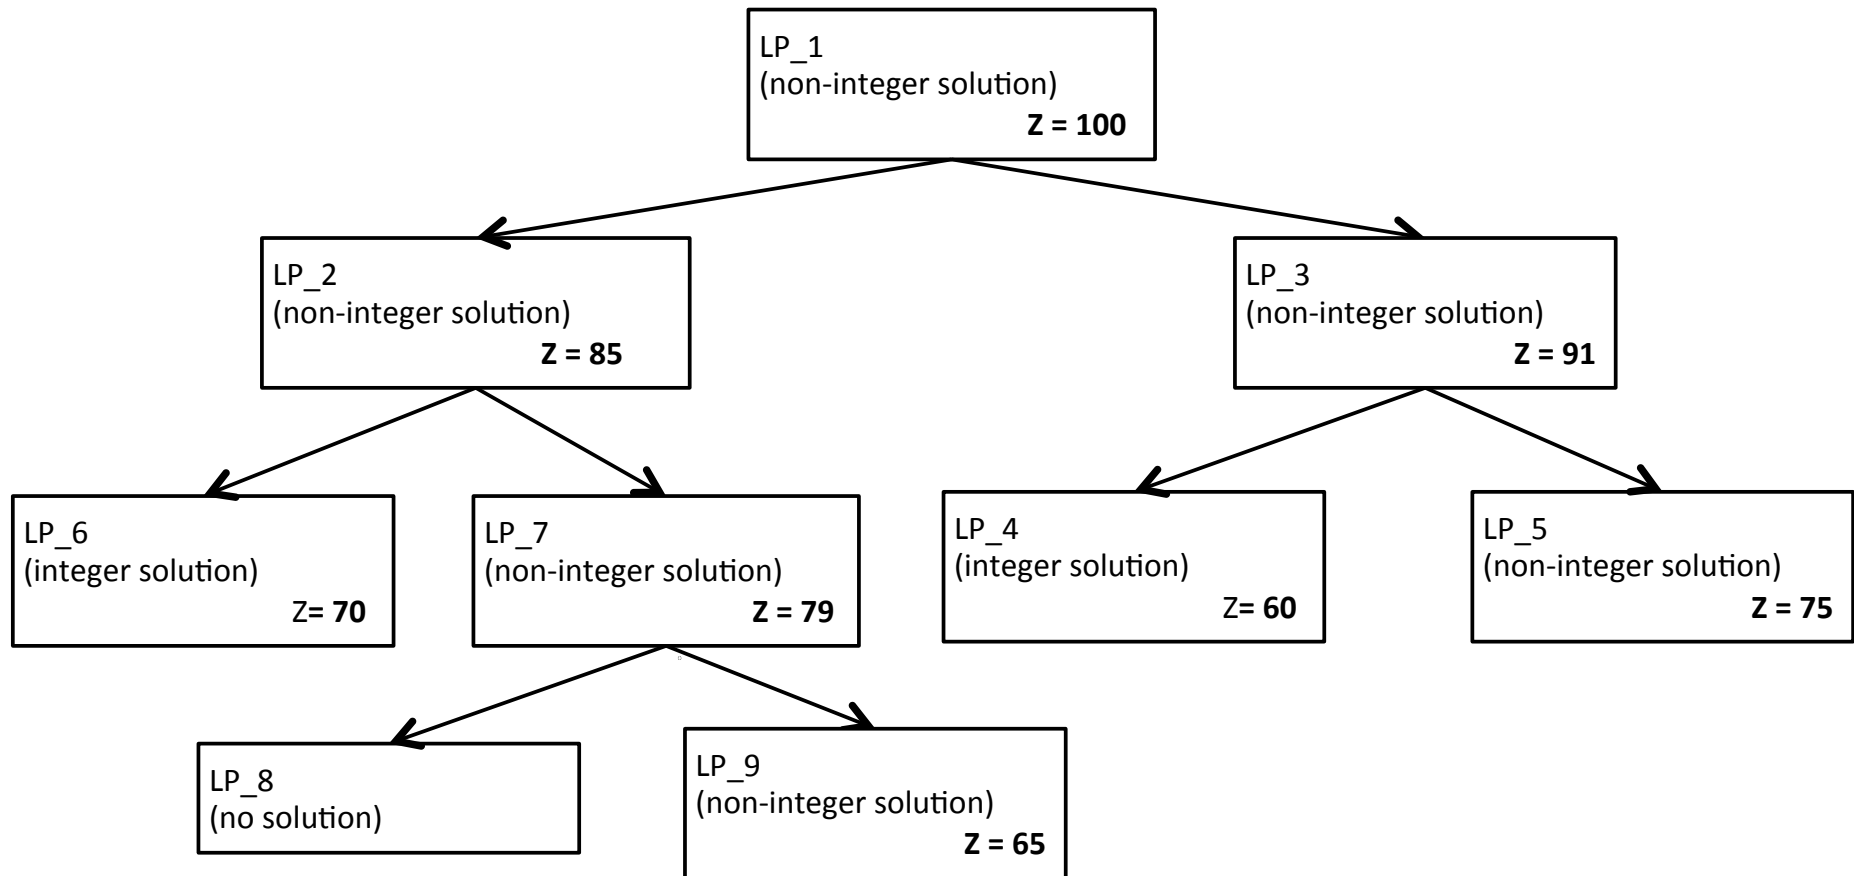 LP_1
(non-integer solution)
Z = 100
LP_2
(non-integer solution)
Z = 85
LP_3
(non-integer solution)
Z = 91
LP_6
(integer solution)
Z= 70
LP_7
(non-integer solution)
Z = 79
LP_4
(integer solution)
Z= 60
LP_5
(non-integer solution)
Z = 75
LP_8
(no solution)
LP_9
(non-integer solution)
Z = 65